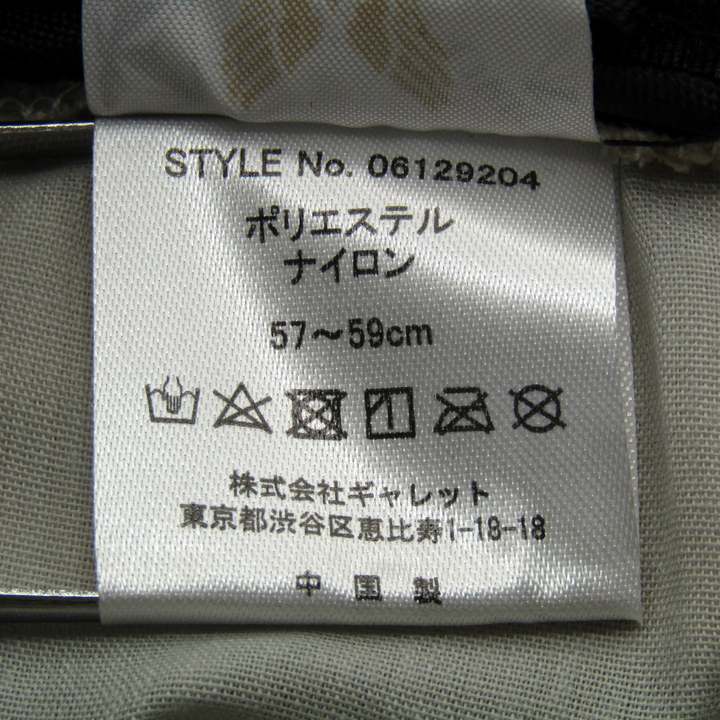 STYLE No. 06129204
ポリエステル
ナイロン
57～59cm
株式会社ギャレット
東京都渋谷区恵比寿1-19-18
中国製